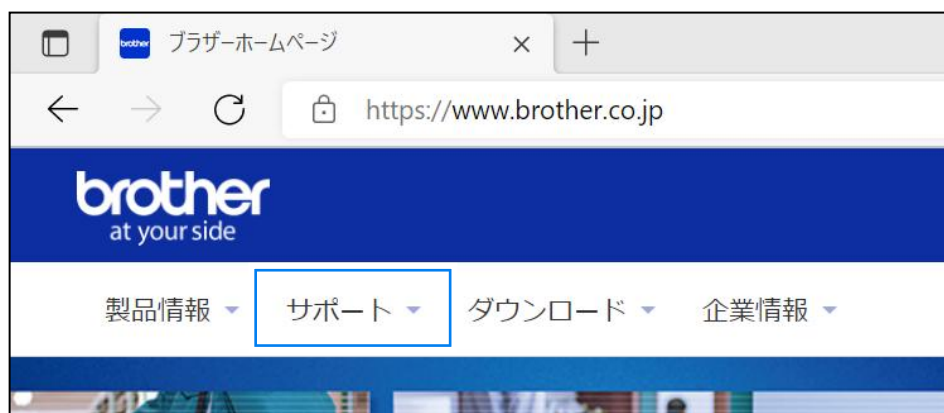 brother ブラザーホームページ
https://www.brother.co.jp
brother
at your side
製品情報 サポート ダウンロード 企業情報